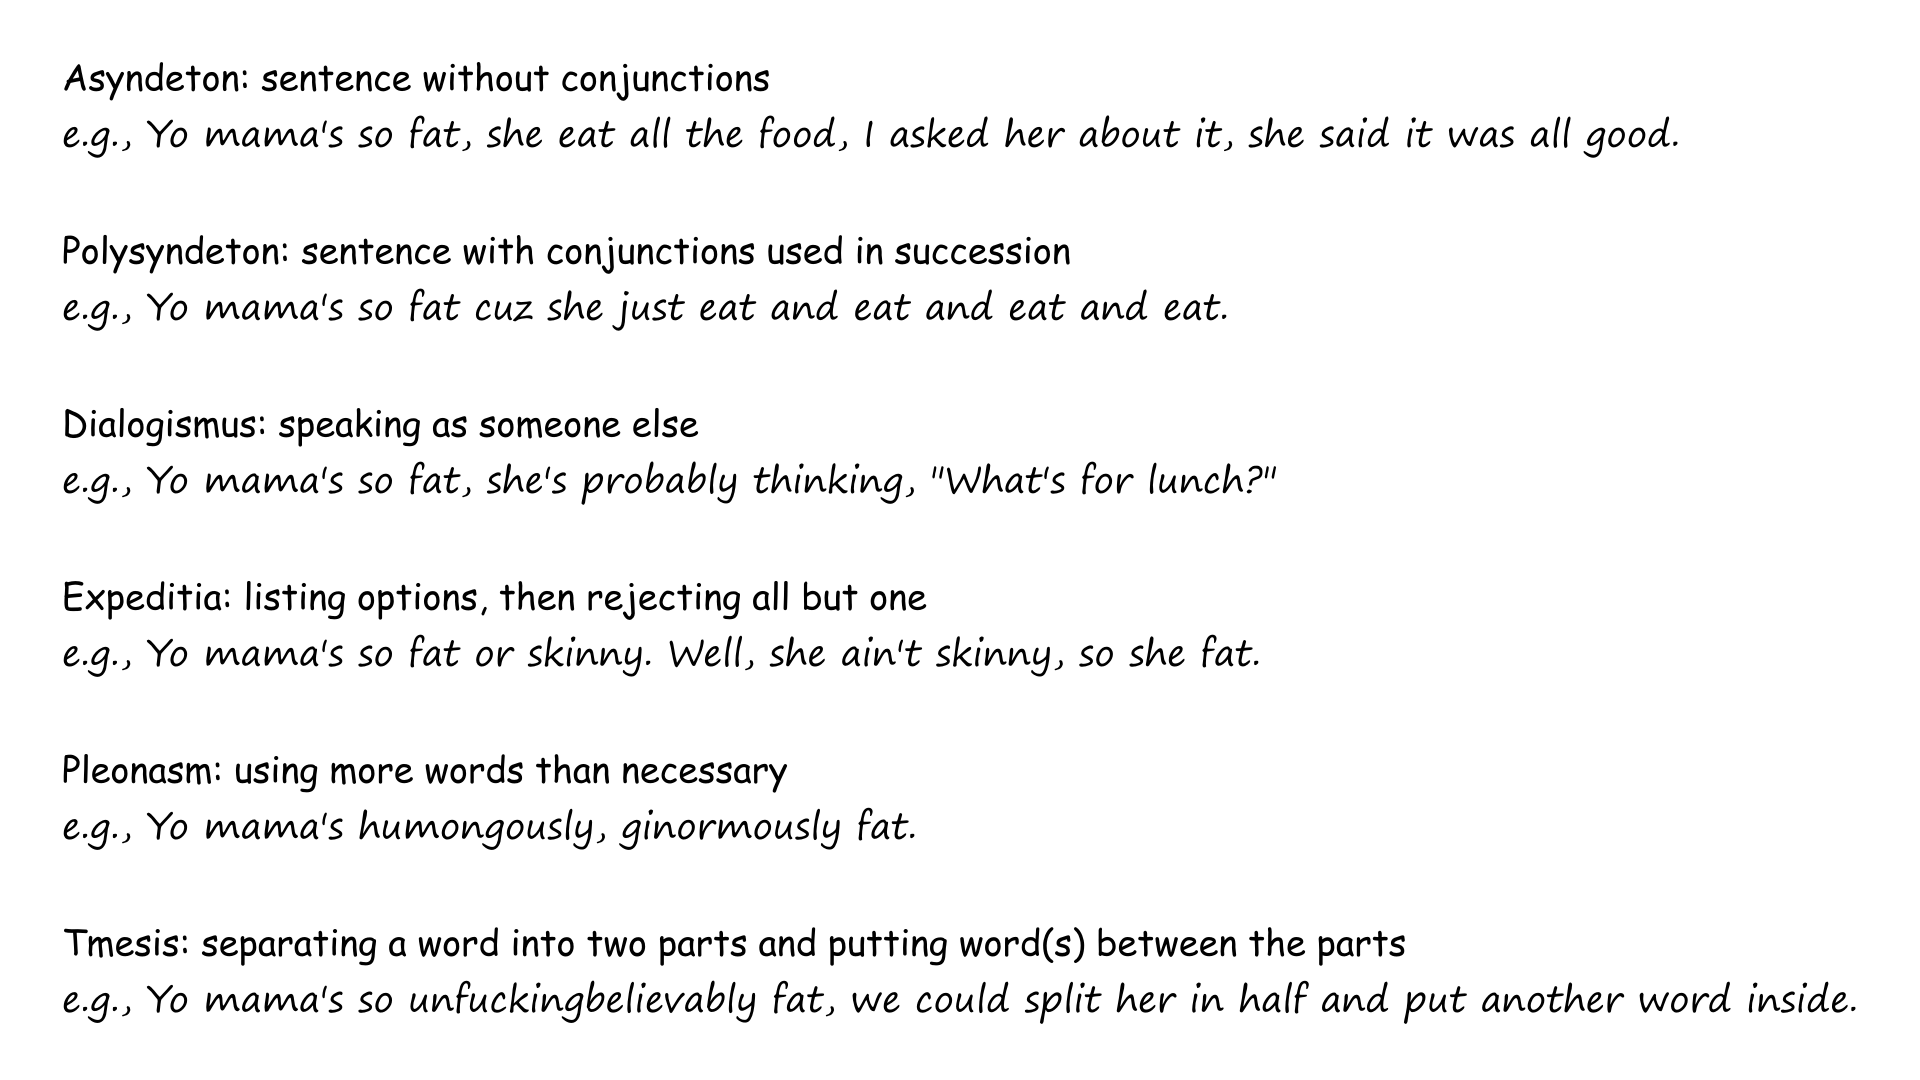 Asyndeton: sentence without conjunctions
e.g., Yo mama's so fat, she eat all the food, I asked her about it, she said it was all good.
Polysyndeton: sentence with conjunctions used in succession
e.g., Yo mama's so fat cuz she just eat and eat and eat and eat.
Dialogismus: speaking as someone else
e.g., Yo mama's so fat, she's probably thinking, "What's for lunch?"
Expeditia: listing options, then rejecting all but one
e.g., Yo mama's so fat or skinny. Well, she ain't skinny, so she fat.
Pleonasm: using more words than necessary
e.g., Yo mama's humongously, ginormously fat.
Tmesis: separating a word into two parts and putting word(s) between the parts
e.g., Yo mama's so unfuckingbelievably fat, we could split her in half and put another word inside.